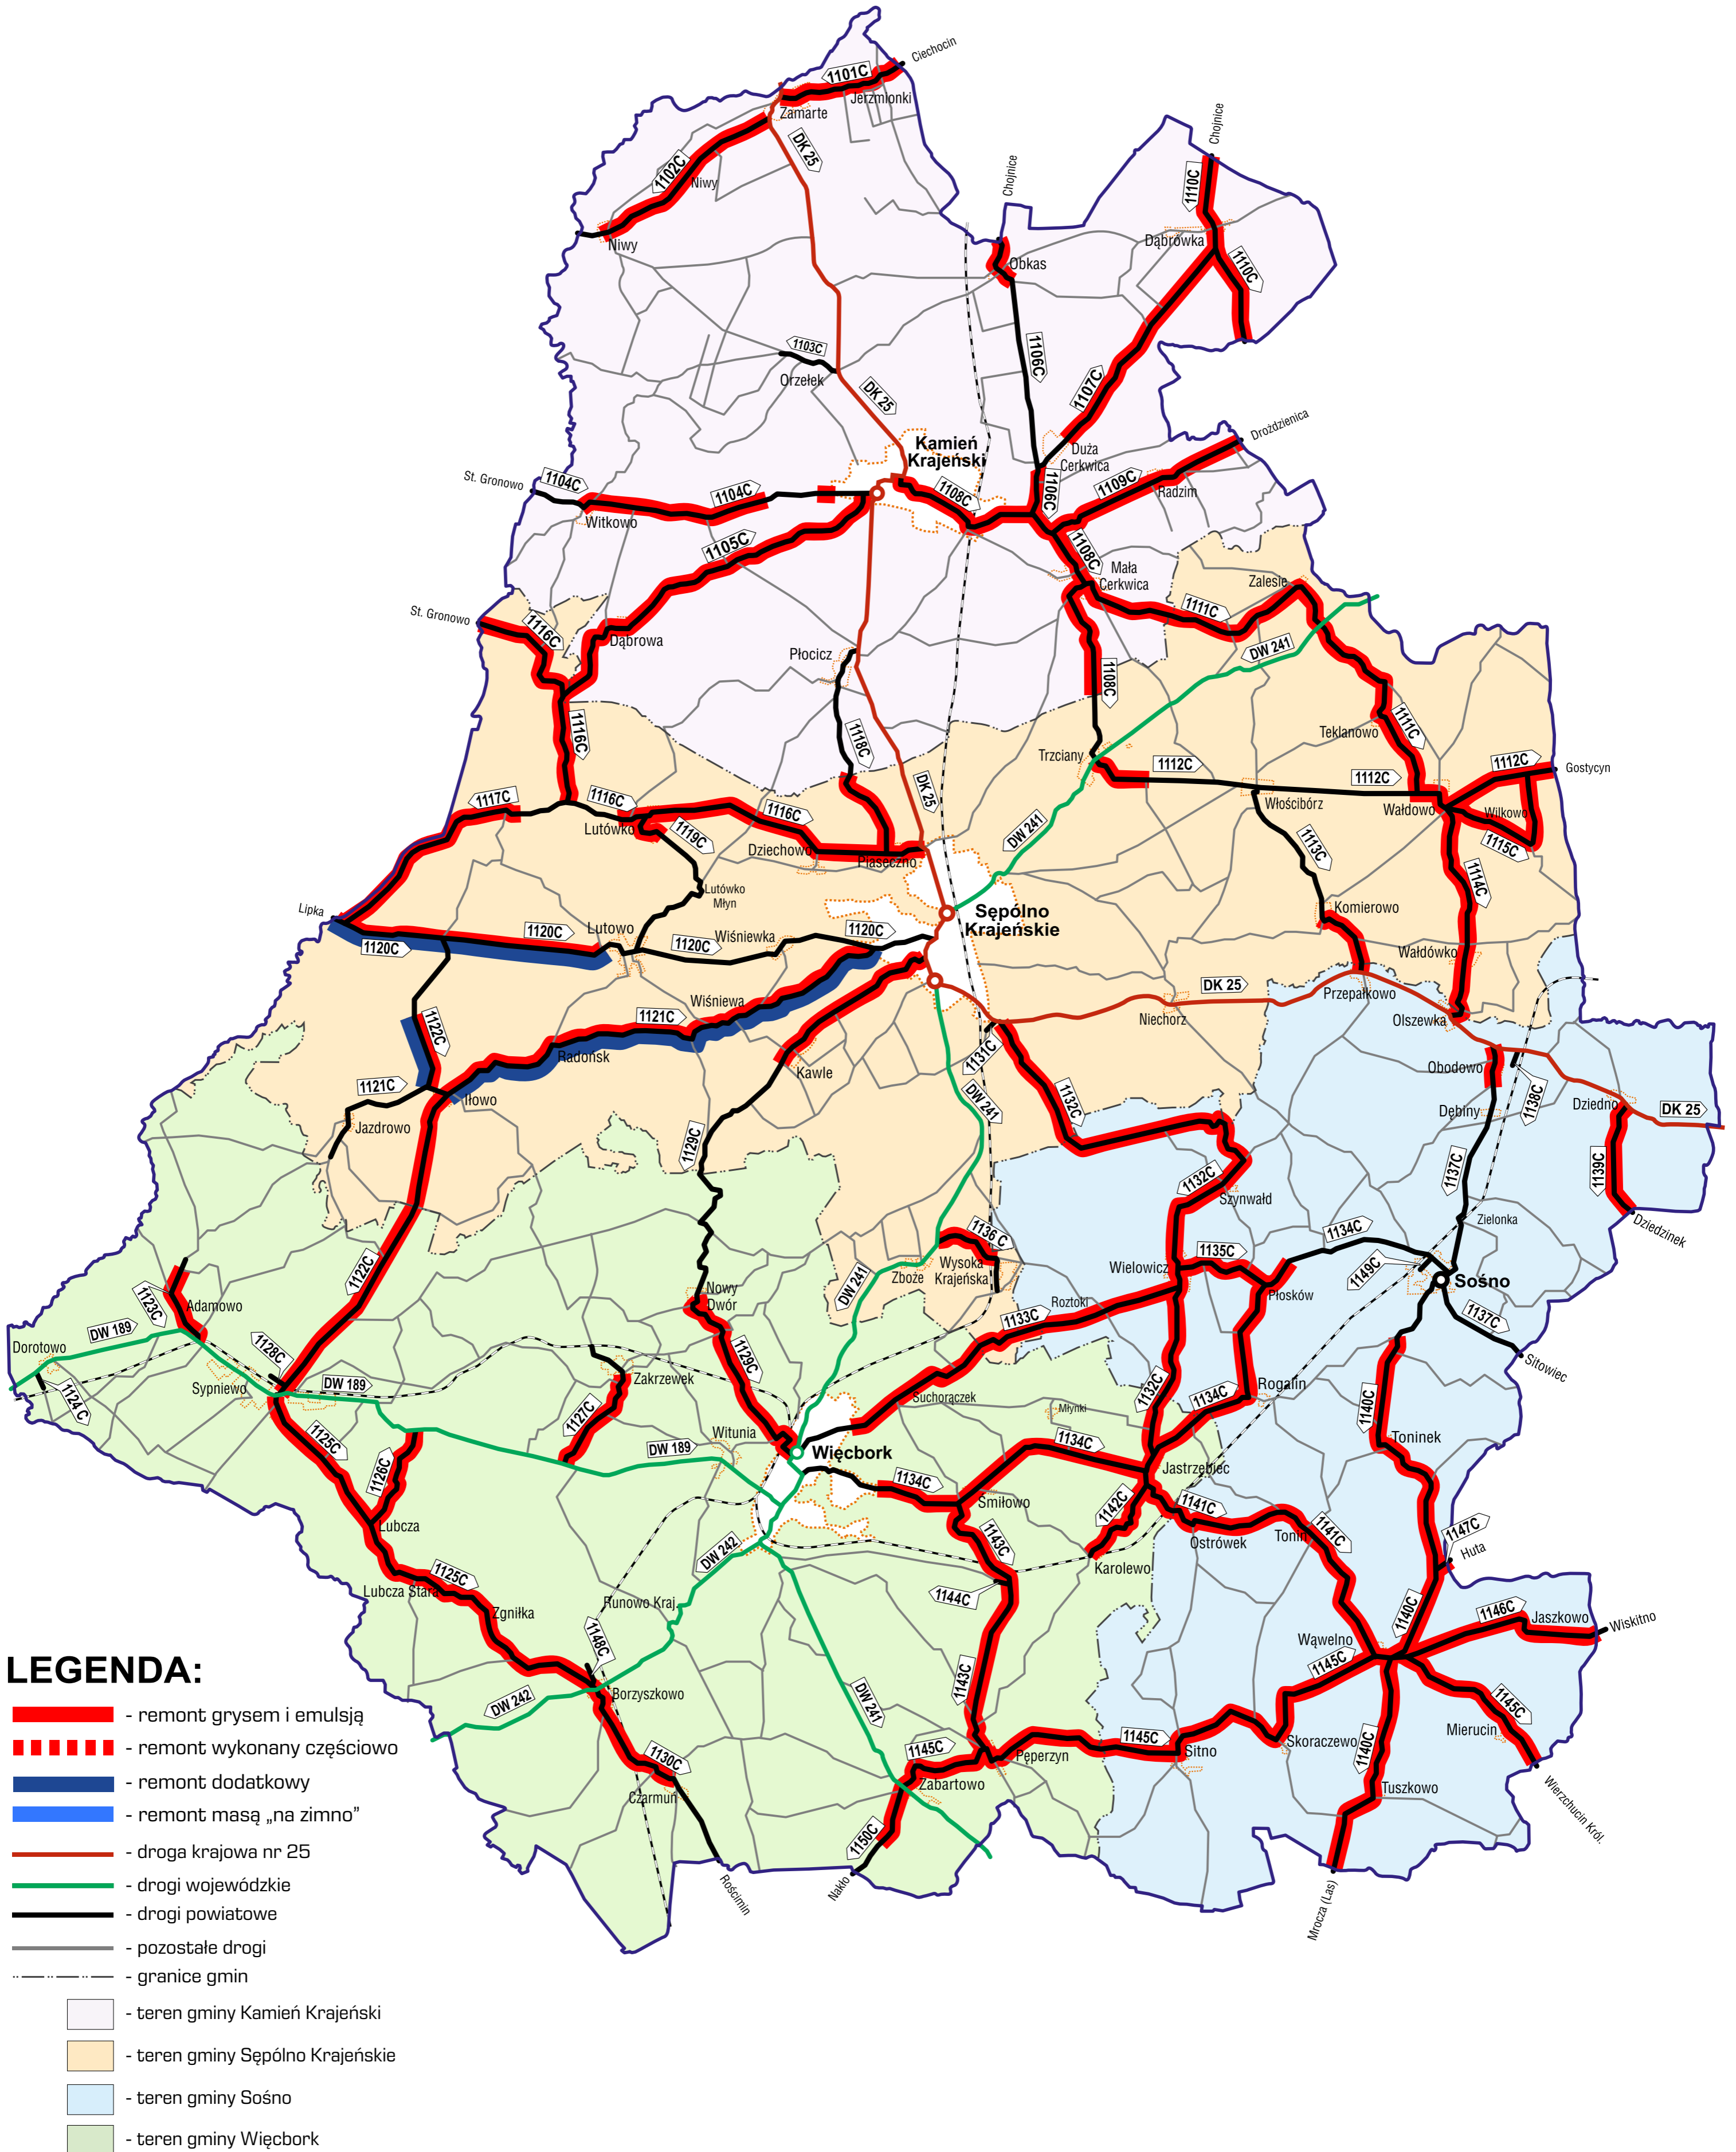 Ciechocin
1101C
Jerzmionki
Zamarte
DK 25
1102C
Niwy
Niwy
Chojnice
Chojnice
1110C
Dąbrówka
1110C
Obkas
1103C
Orzełek
1106C
DK 25
1107C
Kamień
Krajeński
Duża
Cerkwica
Drożdzienica
St. Gronowo
1104C
1104C
Witkowo
1108C
1106C
1109C
Radzim
1105C
1108C
Mała
Cerkwica
Zalesie
1111C
St. Gronowo
1116C
Dąbrowa
Płocicz
DW 241
1108C
1116C
1118C
Teklanowo
1111C
Trzciany
1112C
1112C
1112C
Gostycyn
DK 25
Włościbórz
Wałdowo
Wilkowo
1117C
1116C
1116C
Lutówko
1119C
Dziechowo
Piaseczno
DW 241
1113C
1115C
1114C
Lutówko
Młyn
Lipka
Sępólno
Krajeńskie
Komierowo
1120C
1120C
Lutowo
1120C
Wiśniewka
1120C
Wałdówko
DK 25
Przepałkowo
Niechorz
Olszewka
Wiśniewa
1121C
1122C
Radońsk
Kawle
1131C
Obodowo
1138C
Dziedno
DK 25
1121C
Iłowo
Jazdrowo
DW 241
1132C
Dębiny
1129C
1137C
1139C
1132C
Szynwałd
Zielonka
Dziedzinek
1136 C
Wysoka
Krajeńska
Zboże
1134C
1135C
Wielowicz
1149C
Sośno
Płosków
1122C
1123C
Adamowo
Nowy
Dwór
DW 241
Roztoki
1133C
1137C
Sitowiec
DW 189
Dorotowo
1128C
1129C
Sypniewo
DW 189
1124 C
Zakrzewek
1127C
Suchorączek
Młynki
1132C
1134C
Rogalin
1140C
Toninek
Witunia
DW 189
Więcbork
1134C
1125C
1126C
1134C
Jastrzębiec
Śmiłowo
1142C
1141C
Lubcza
Ostrówek
Tonin
1141C
1147C
Huta
DW 242
1143C
Karolewo
1144C
1125C
Lubcza Stara
Zgniłka
Runowo Kraj.
1148C
1140C
1146C
Jaszkowo
Wiskitno
Wąwelno
1145C
LEGENDA:
- remont grysem i emulsją
- remont wykonany częściowo
- remont dodatkowy
- remont masą „na zimno”
- droga krajowa nr 25
- drogi wojewódzkie
- drogi powiatowe
- pozostałe drogi
- granice gmin
- teren gminy Kamień Krajeński
- teren gminy Sępólno Krajeńskie
- teren gminy Sośno
- teren gminy Więcbork
Borzyszkowo
DW 242
DW 241
1143C
1145C
Mierucin
1145C
1145C
Pęperzyn
Sitno
Skoraczewo
1140C
1130C
Czarmuń
Zabartowo
Tuszkowo
Wierzchucin Król.
1150C
Nakło
Rościmin
Mrocza (Las)